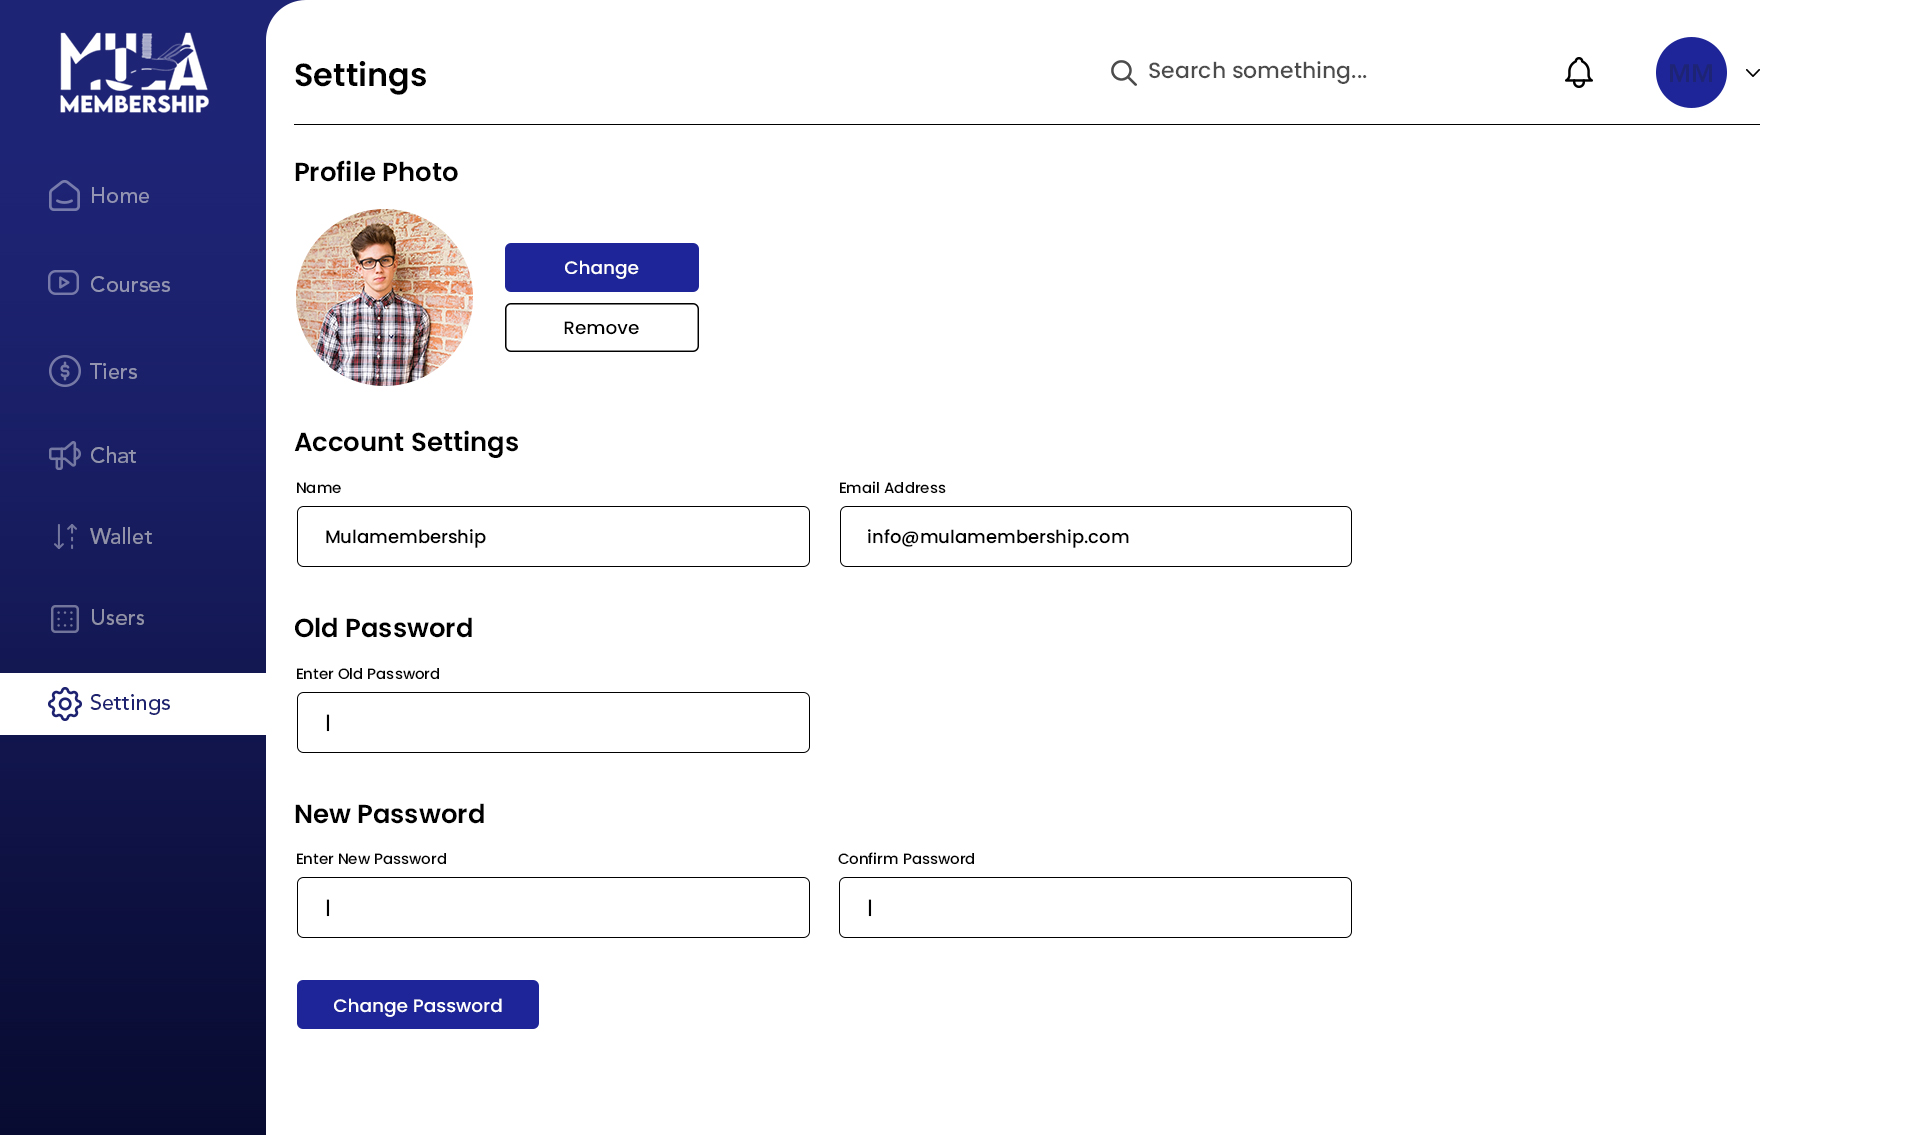 MULA
MEMBERSHIP
Home
Courses
Tiers
Chat
Wallet
Users
Settings
Settings
Search something...
MM
Profile Photo
Change
Remove
Account Settings
Name
Email Address
Mulamembership
info@mulamembership.com
Old Password
Enter Old Password
New Password
Enter New Password
Confirm Password
Change Password